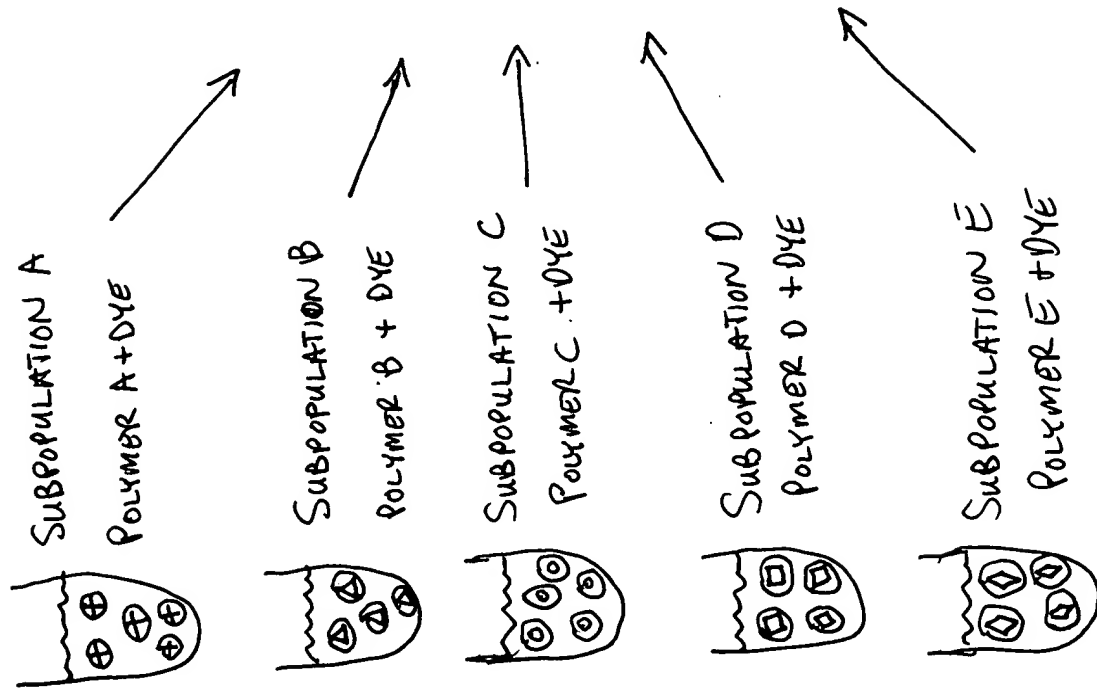 SUBPOPULATION A
POLYMER A+DYE
SUBPOPULATION B
POLYMER B + DYE
SUBPOPULATION C
POLYMER C +DYE
SUBPOPULATION D
POLYMER D +DYE
SUBPOPULATION E
POLYMER E +DYE